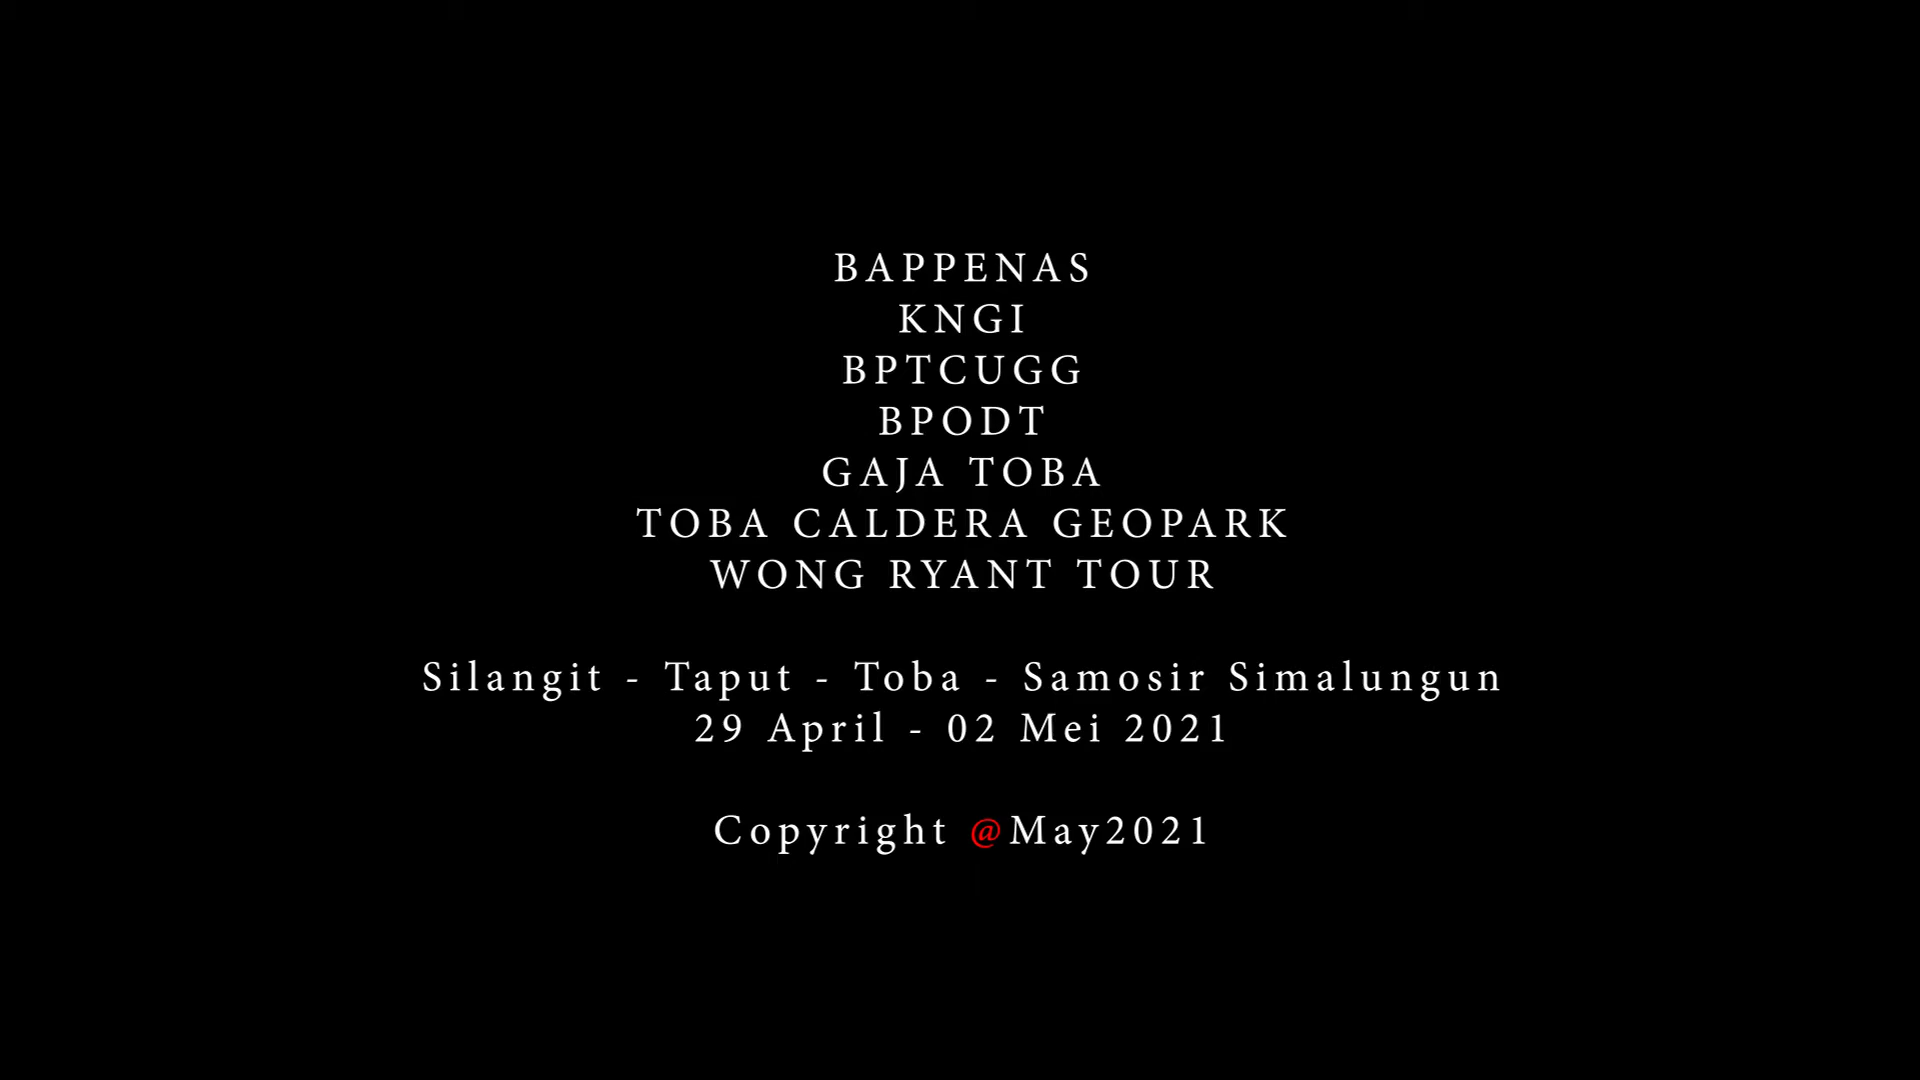 BAPPENAS
KNGI
BPTCUGG
BPODT
GAJA TOBA
TOBA CALDERA GEOPARK
WONG RYANT TOUR
Silangit - Taput - Toba - Samosir Simalungun
29 April - 02 Mei 2021
Copyright @May2021